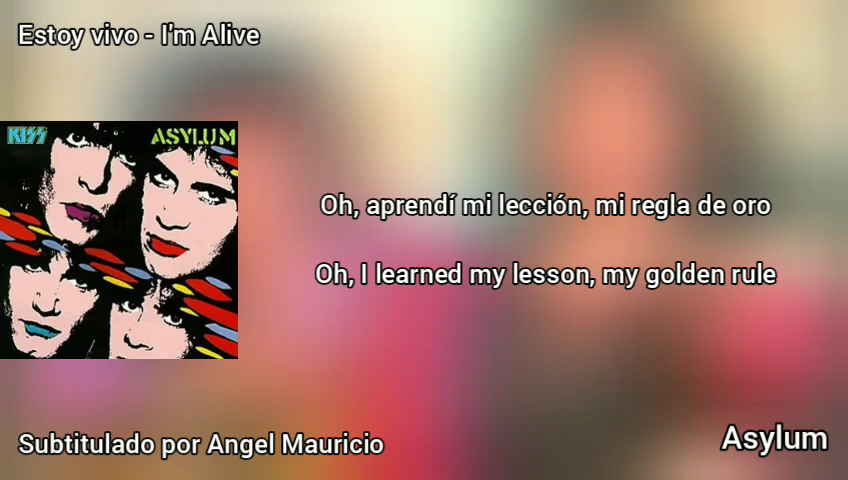 Estoy vivo - I'm Alive
KISS
ASYLUM
Oh, aprendí mi lección, mi regla de oro
Oh, I learned my lesson, my golden rule
Subtitulado por Angel Mauricio
Asylum